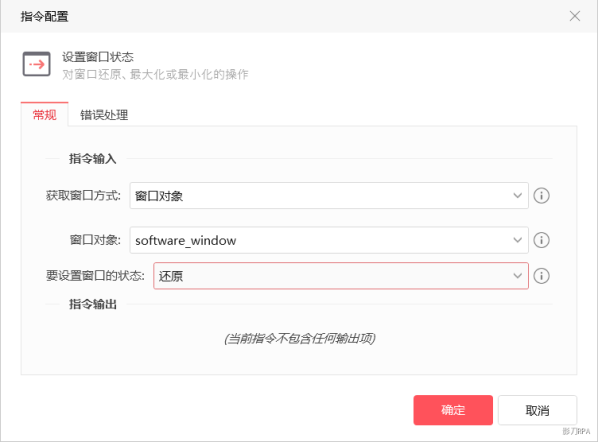 指令配置
设置窗口状态
对窗口还原、最大化或最小化的操作
常规 错误处理
指令输入
获取窗口方式: 窗口对象
窗口对象: software_window
要设置窗口的状态: 还原
指令输出
(当前指令不包含任何输出项)
确定 取消
影刀RPA